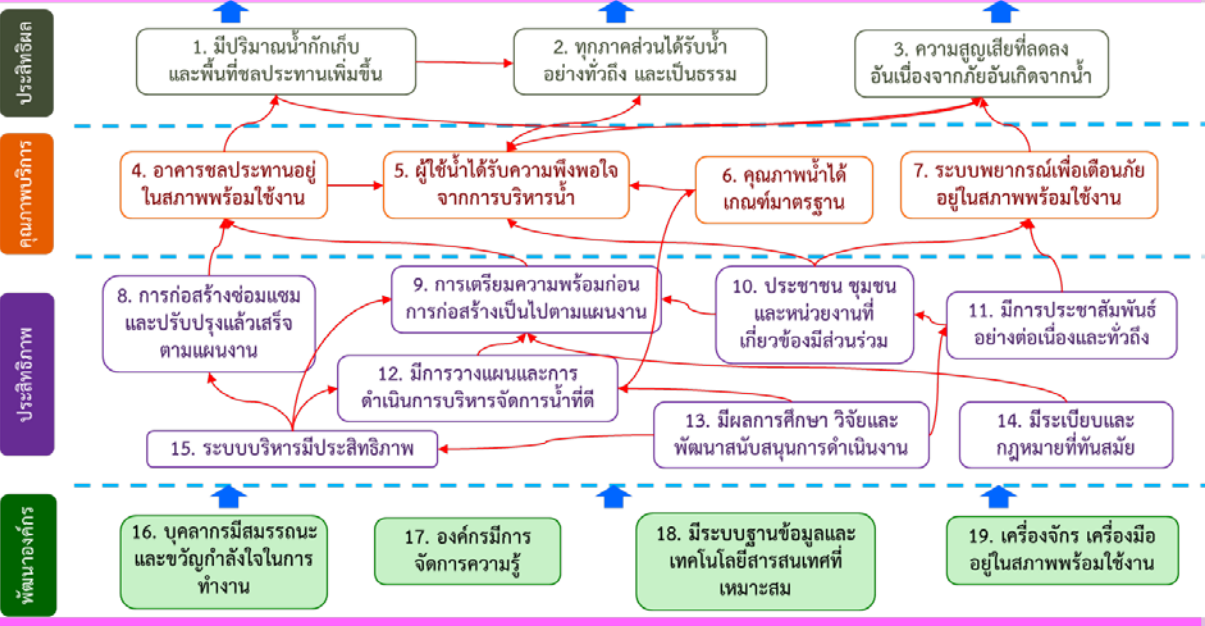 ประสิทธิผล
1. มีปริมาณน้ำกักเก็บ
และพื้นที่ชลประทานเพิ่มขึ้น
2. ทุกภาคส่วนได้รับน้ำ
อย่างทั่วถึง และเป็นธรรม
3. ความสูญเสียที่ลดลง
อันเนื่องจากภัยอันเกิดจากน้ำ
คุณภาพบริการ
4. อาคารชลประทานอยู่
ในสภาพพร้อมใช้งาน
5. ผู้ใช้น้ำได้รับความพึงพอใจ
จากการบริหารน้ำ
6. คุณภาพน้ำได้
เกณฑ์มาตรฐาน
7. ระบบพยากรณ์เพื่อเตือนภัย
อยู่ในสภาพพร้อมใช้งาน
ประสิทธิภาพ
8. การก่อสร้างซ่อมแซม
และปรับปรุงแล้วเสร็จ
ตามแผนงาน
9. การเตรียมความพร้อมก่อน
การก่อสร้างเป็นไปตามแผนงาน
10. ประชาชน ชุมชน
และหน่วยงานที่
เกี่ยวข้องมีส่วนร่วม
11. มีการประชาสัมพันธ์
อย่างต่อเนื่องและทั่วถึง
12. มีการวางแผนและการ
ดำเนินการบริหารจัดการน้ำที่ดี
13. มีผลการศึกษา วิจัยและ
พัฒนาสนับสนุนการดำเนินงาน
14. มีระเบียบและ
กฎหมายที่ทันสมัย
15. ระบบบริหารมีประสิทธิภาพ
พัฒนาองค์กร
16. บุคลากรมีสมรรถนะ
และขวัญกำลังใจในการ
ทำงาน
17. องค์กรมีการ
จัดการความรู้
18. มีระบบฐานข้อมูลและ
เทคโนโลยีสารสนเทศที่
เหมาะสม
19. เครื่องจักร เครื่องมือ
อยู่ในสภาพพร้อมใช้งาน